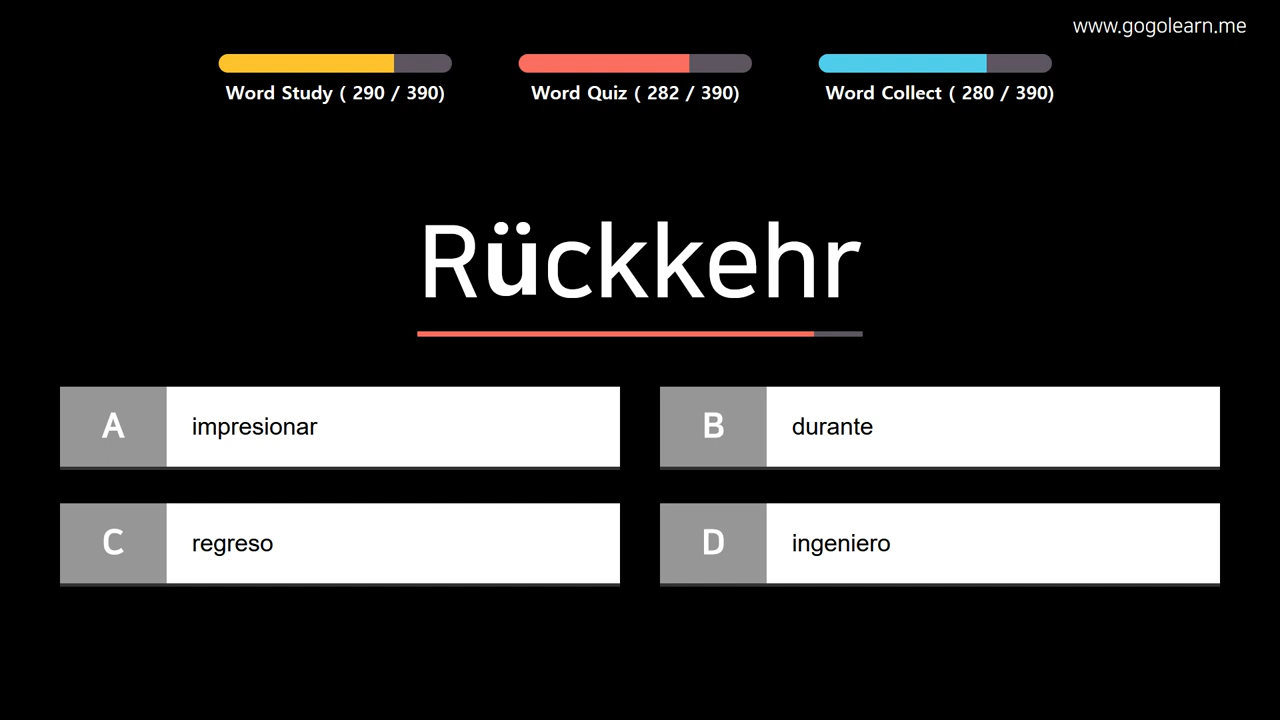 www.gogolearn.me
Word Study ( 290 / 390)
Word Quiz ( 282 / 390)
Word Collect ( 280 / 390)
Rückkehr
A impresionar
B durante
C regreso
D ingeniero